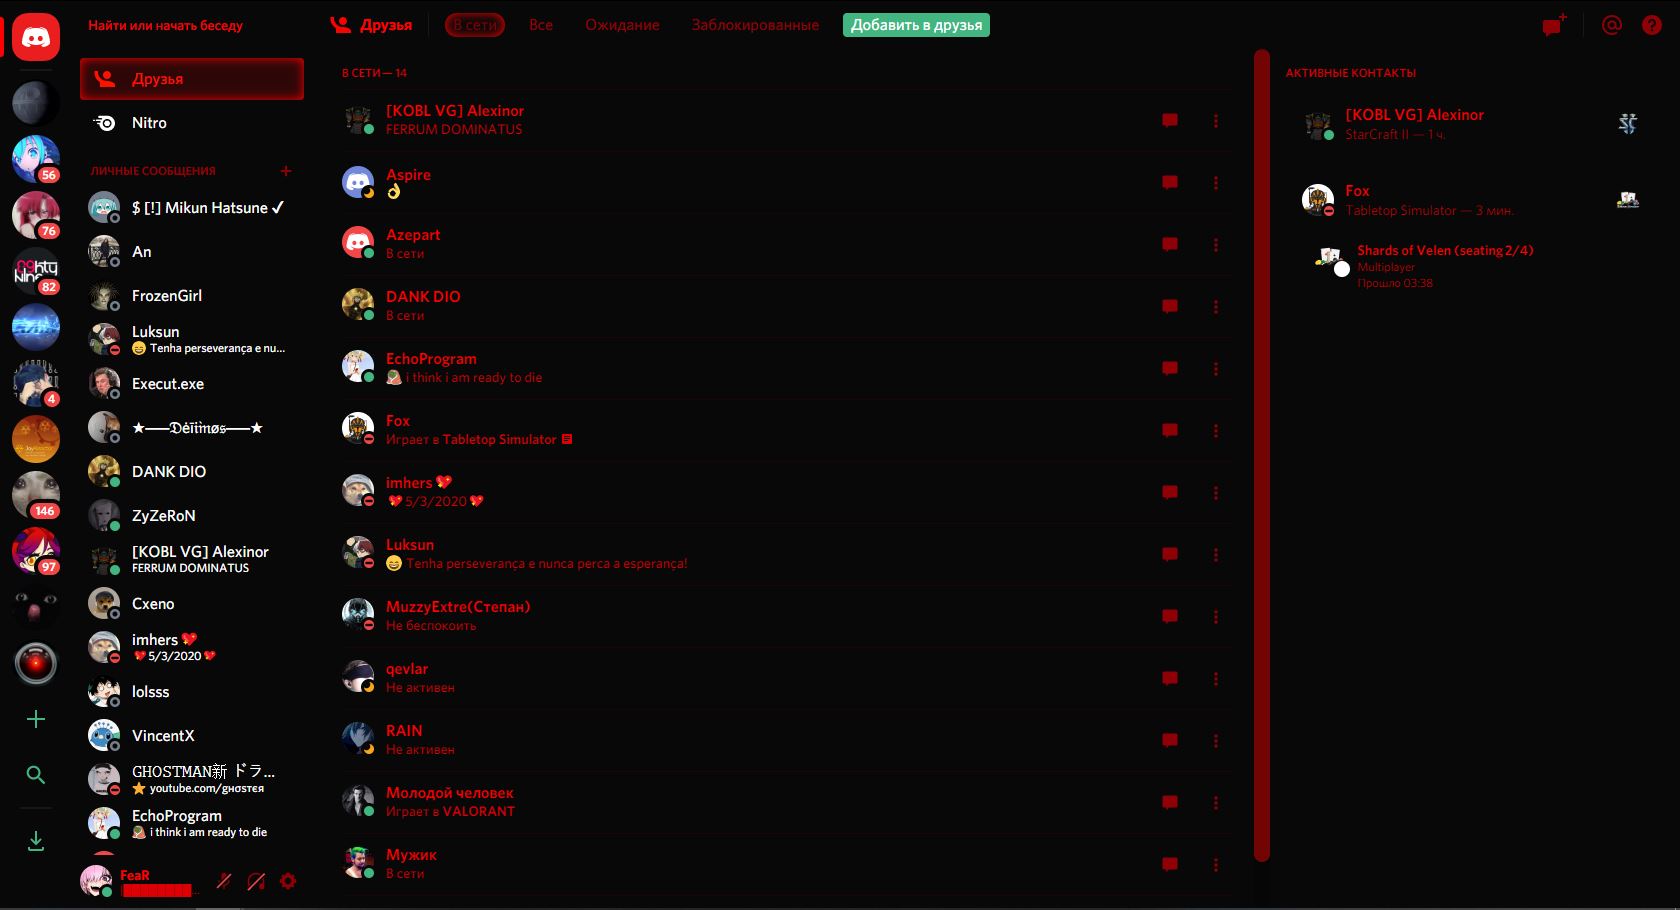 Найти или начать беседу
Друзья
Nitro
ЛИЧНЫЕ СООБЩЕНИЯ
$ [!] Mikun Hatsune ✓
An
FrozenGirl
Luksun
😄 Tenha perseverança e nu...
Execut.exe
DANK DIO
ZyZeRoN
[KOBL VG] Alexinor
FERRUM DOMINATUS
Cxeno
imhers 💖
💖 5/3/2020 💖
lolsss
VincentX
GHOSTMAN新 ドラ...
⭐ youtube.com/gнσѕтєя
EchoProgram
i think i am ready to die
FeaR
56
76
82
4
146
97
Друзья
В сети
Все
Ожидание
Заблокированные
Добавить в друзья
В СЕТИ — 14
[KOBL VG] Alexinor
FERRUM DOMINATUS
Aspire
👌
Azepart
В сети
DANK DIO
В сети
EchoProgram
i think i am ready to die
Fox
Играет в Tabletop Simulator
imhers 💖
💖 5/3/2020 💖
Luksun
😄 Tenha perseverança e nunca perca a esperança!
MuzzyExtre(Степан)
Не беспокоить
qevlar
Не активен
RAIN
Не активен
Молодой человек
Играет в VALORANT
Мужик
В сети
АКТИВНЫЕ КОНТАКТЫ
[KOBL VG] Alexinor
StarCraft II — 1 ч.
Fox
Tabletop Simulator — 3 мин.
Shards of Velen (seating 2/4)
Multiplayer
Прошло 03:38